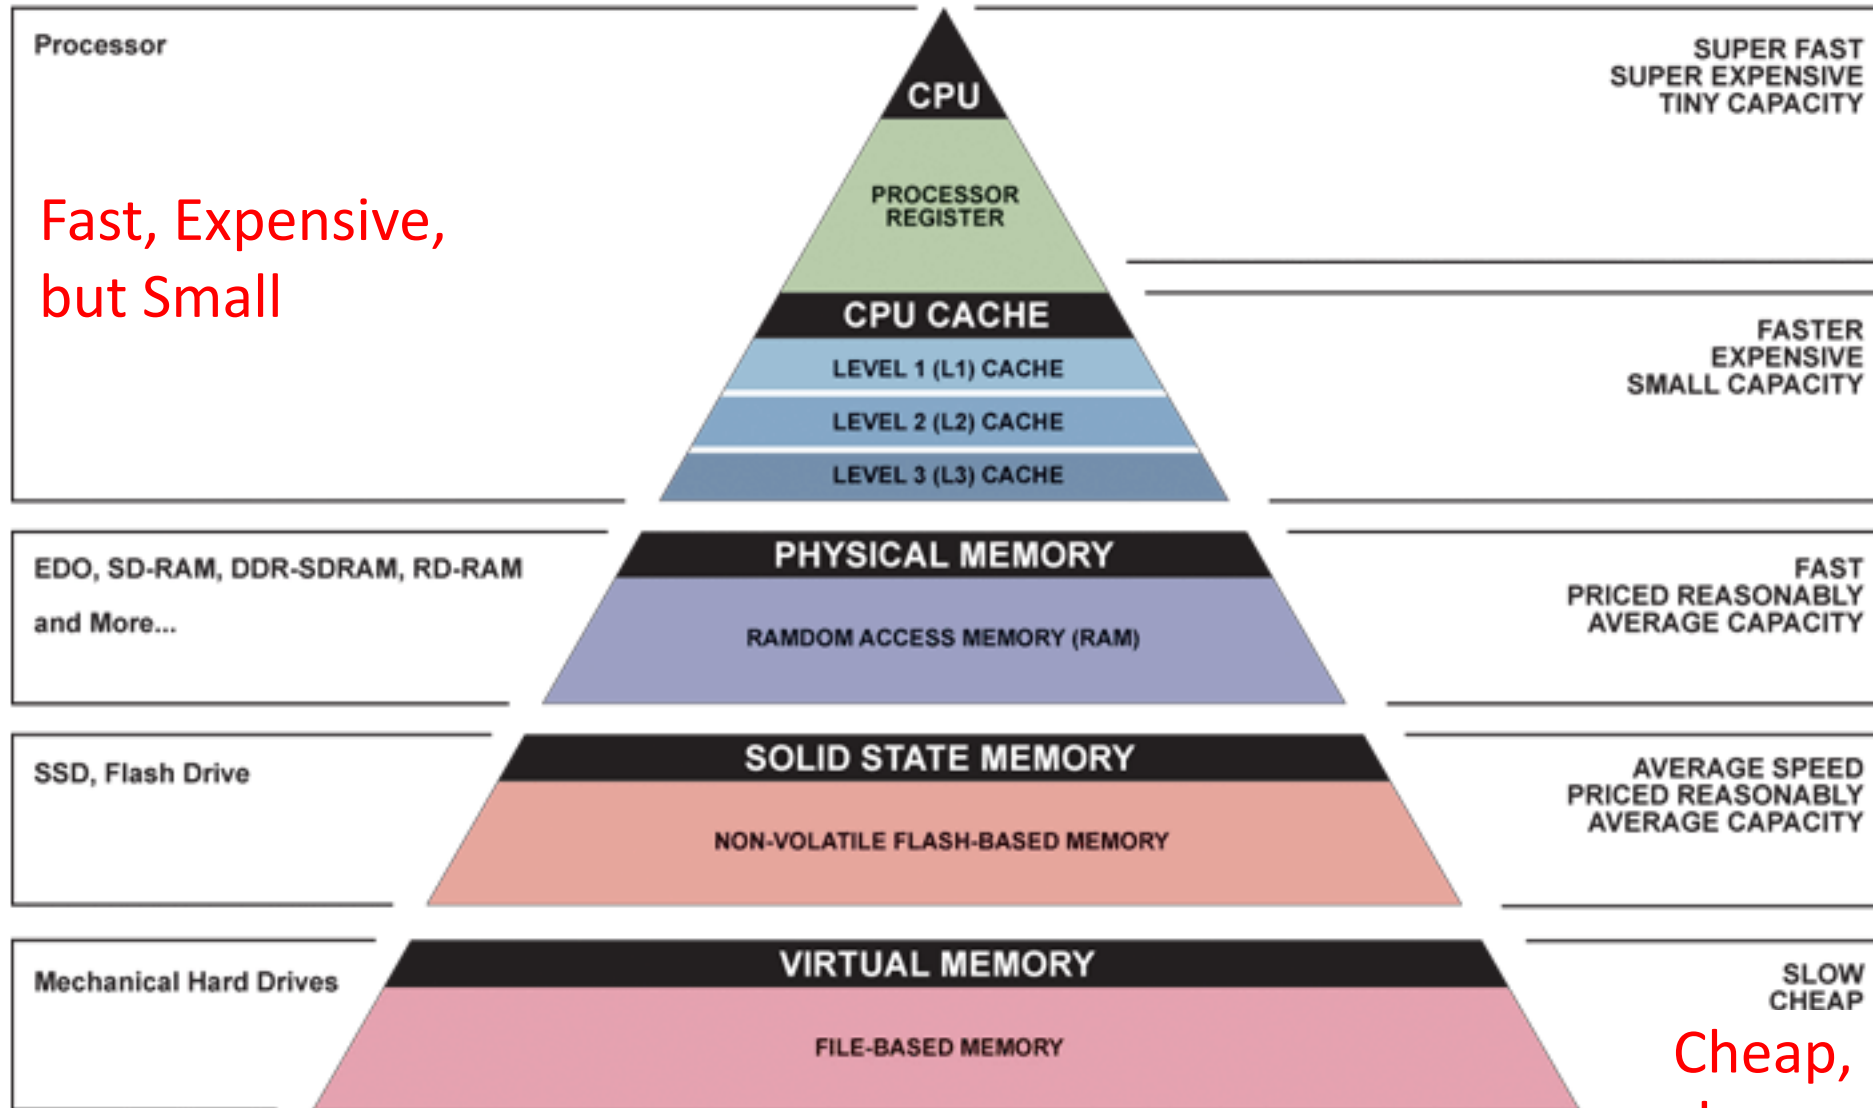 Processor
Fast, Expensive,
but Small
CPU
PROCESSOR
REGISTER
SUPER FAST
SUPER EXPENSIVE
TINY CAPACITY
CPU CACHE
LEVEL 1 (L1) CACHE
LEVEL 2 (L2) CACHE
LEVEL 3 (L3) CACHE
FASTER
EXPENSIVE
SMALL CAPACITY
EDO, SD-RAM, DDR-SDRAM, RD-RAM
and More...
PHYSICAL MEMORY
RAMDOM ACCESS MEMORY (RAM)
FAST
PRICED REASONABLY
AVERAGE CAPACITY
SSD, Flash Drive
SOLID STATE MEMORY
NON-VOLATILE FLASH-BASED MEMORY
AVERAGE SPEED
PRICED REASONABLY
AVERAGE CAPACITY
Mechanical Hard Drives
VIRTUAL MEMORY
FILE-BASED MEMORY
SLOW
CHEAP
Cheap,